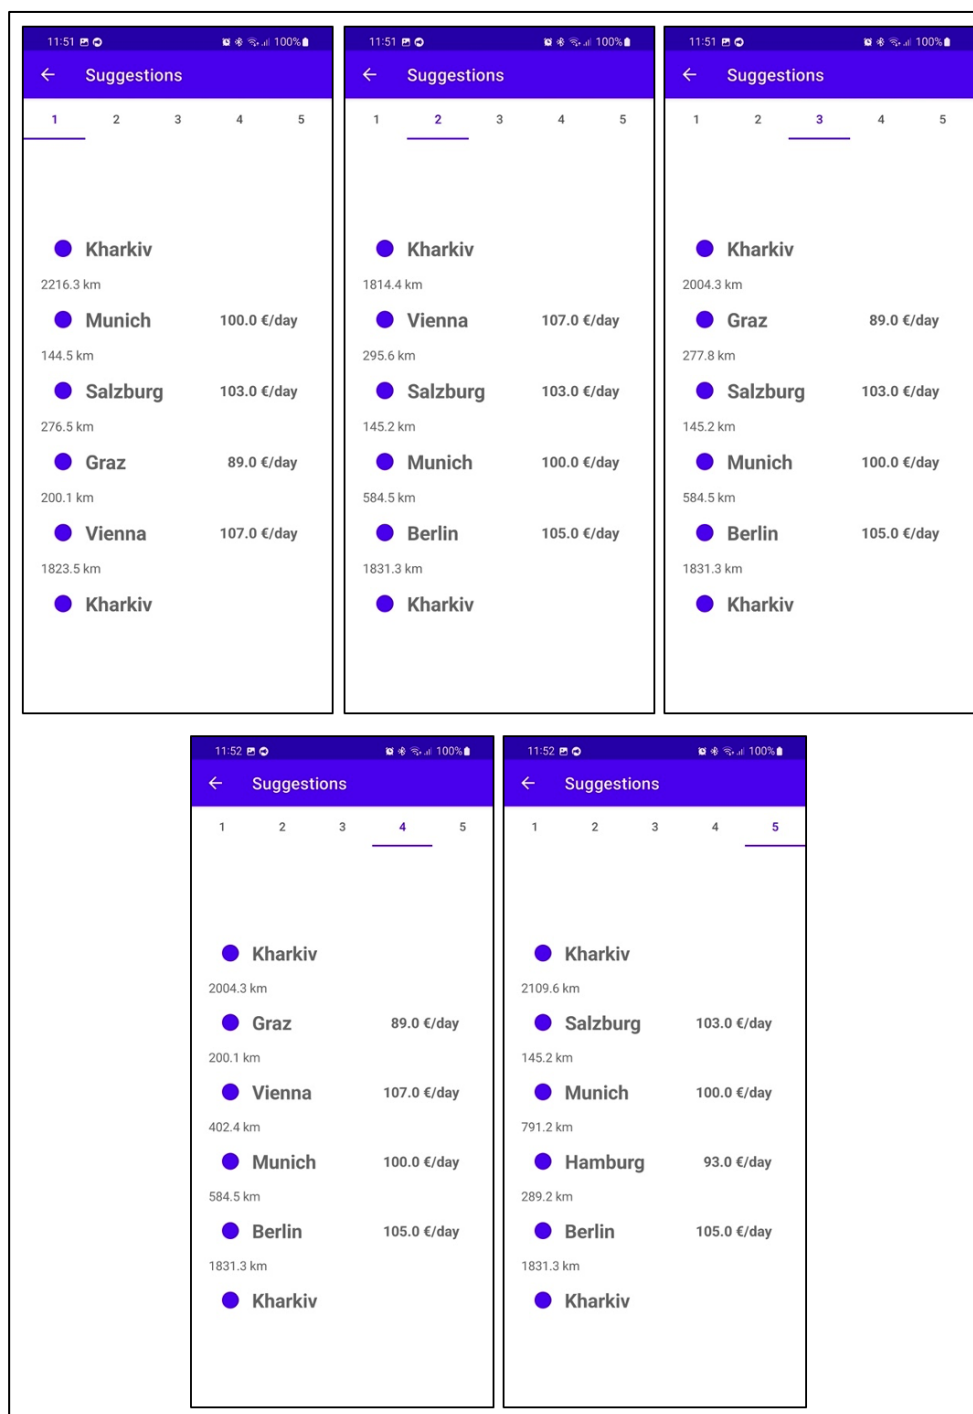 11:51 100%
Suggestions
1 2 3 4 5
Kharkiv
2216.3 km
Munich 100.0 €/day
144.5 km
Salzburg 103.0 €/day
276.5 km
Graz 89.0 €/day
200.1 km
Vienna 107.0 €/day
1823.5 km
Kharkiv
11:51 100%
Suggestions
1 2 3 4 5
Kharkiv
1814.4 km
Vienna 107.0 €/day
295.6 km
Salzburg 103.0 €/day
145.2 km
Munich 100.0 €/day
584.5 km
Berlin 105.0 €/day
1831.3 km
Kharkiv
11:51 100%
Suggestions
1 2 3 4 5
Kharkiv
2004.3 km
Graz 89.0 €/day
277.8 km
Salzburg 103.0 €/day
145.2 km
Munich 100.0 €/day
584.5 km
Berlin 105.0 €/day
1831.3 km
Kharkiv
11:52 100%
Suggestions
1 2 3 4 5
Kharkiv
2004.3 km
Graz 89.0 €/day
200.1 km
Vienna 107.0 €/day
402.4 km
Munich 100.0 €/day
584.5 km
Berlin 105.0 €/day
1831.3 km
Kharkiv
11:52 100%
Suggestions
1 2 3 4 5
Kharkiv
2109.6 km
Salzburg 103.0 €/day
145.2 km
Munich 100.0 €/day
791.2 km
Hamburg 93.0 €/day
289.2 km
Berlin 105.0 €/day
1831.3 km
Kharkiv